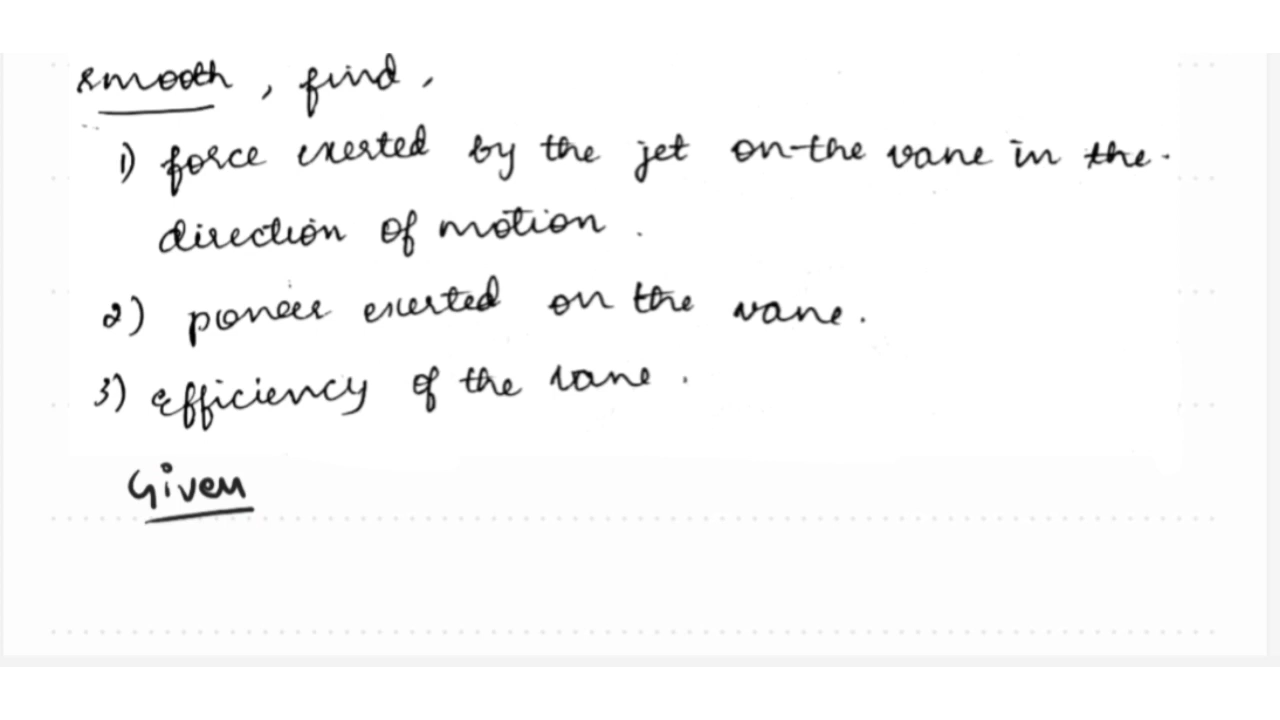 smooth, find,
1) force exerted by the jet on the vane in the
direction of motion.
2) power exerted on the vane.
3) efficiency of the vane.
Given